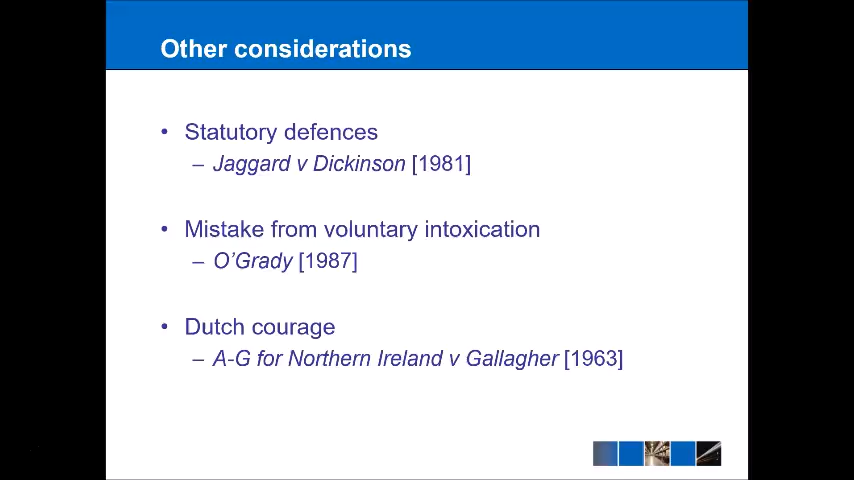 Other considerations
• Statutory defences
– Jaggard v Dickinson [1981]
• Mistake from voluntary intoxication
– O’Grady [1987]
• Dutch courage
– A-G for Northern Ireland v Gallagher [1963]